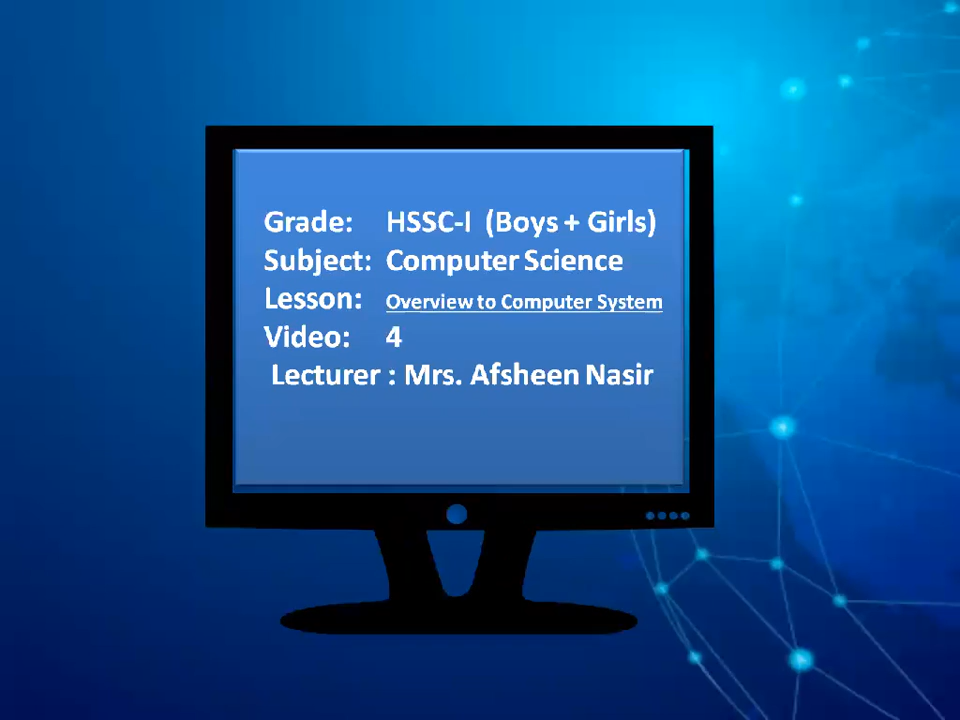 Grade: HSSC-I (Boys + Girls)
Subject: Computer Science
Lesson: Overview to Computer System
Video: 4
Lecturer : Mrs. Afsheen Nasir